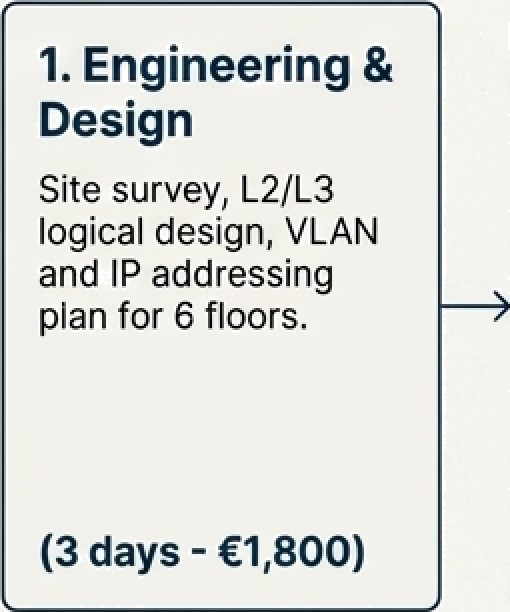 1. Engineering &
Design
Site survey, L2/L3
logical design, VLAN
and IP addressing
plan for 6 floors.
(3 days - €1,800)